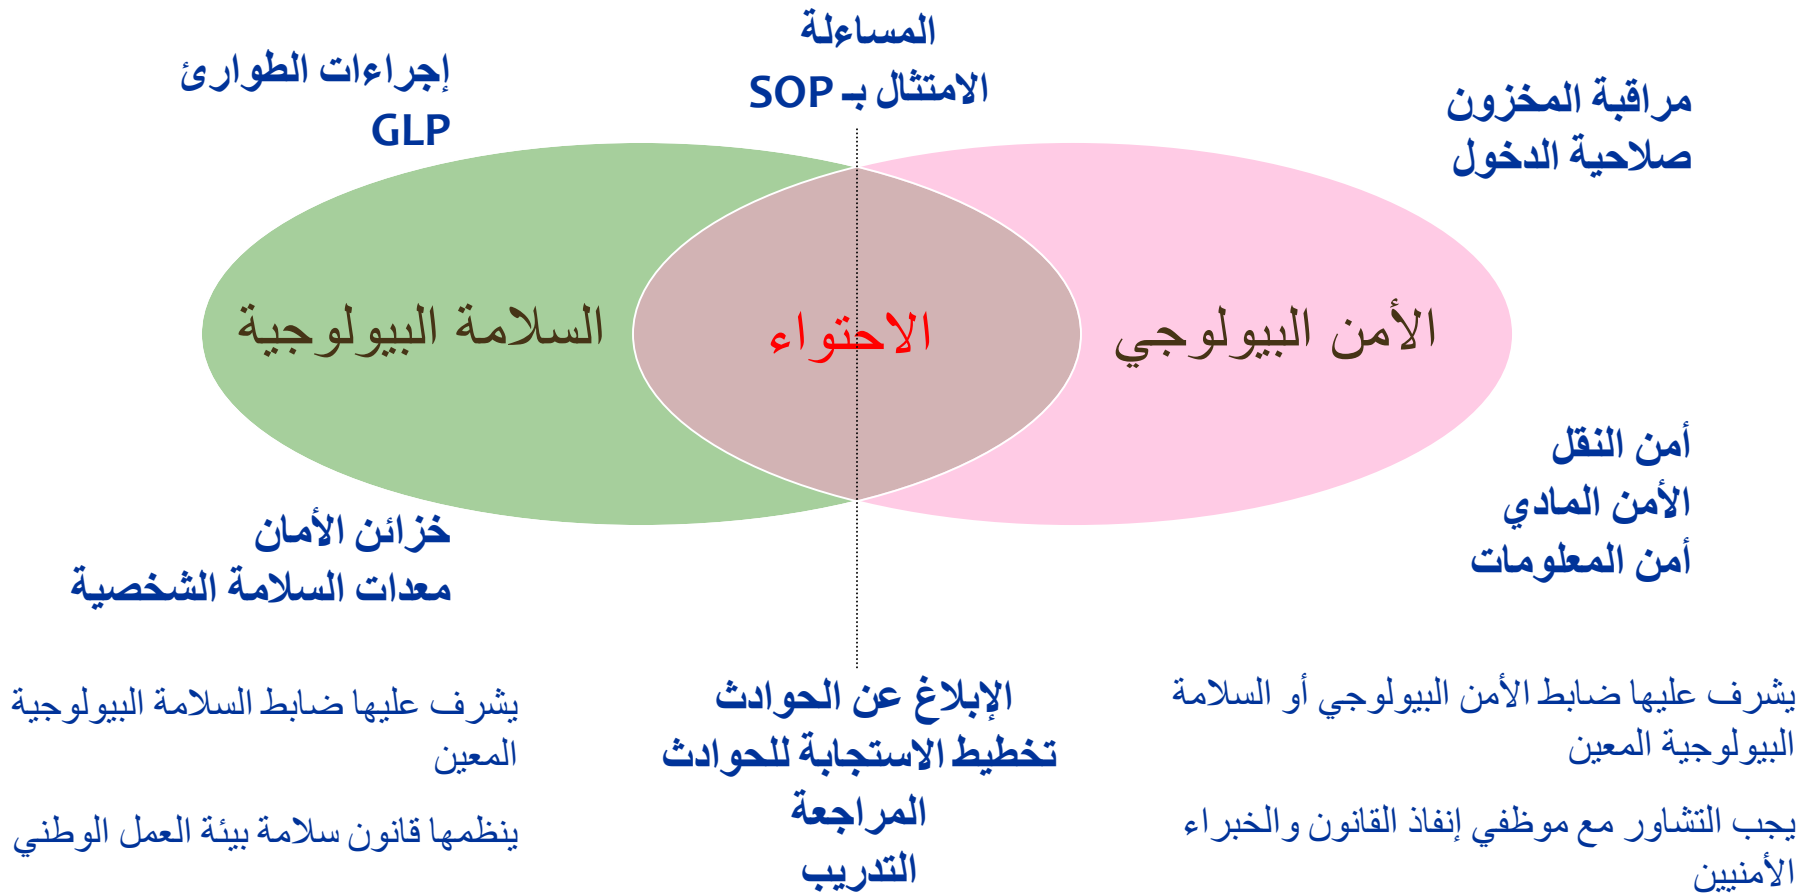 المساءلة
الامتثال بـ SOP
مراقبة المخزون
صلاحية الدخول
إجراءات الطوارئ
GLP
الأمن البيولوجي
الاحتواء
السلامة البيولوجية
أمن النقل
الأمن المادي
أمن المعلومات
خزائن الأمان
معدات السلامة الشخصية
يشرف عليها ضابط الأمن البيولوجي أو السلامة
البيولوجية المعين
يجب التشاور مع موظفي إنفاذ القانون والخبراء
الأمنيين
الإبلاغ عن الحوادث
تخطيط الاستجابة للحوادث
المراجعة
التدريب
يشرف عليها ضابط السلامة البيولوجية
المعين
ينظمها قانون سلامة بيئة العمل الوطني